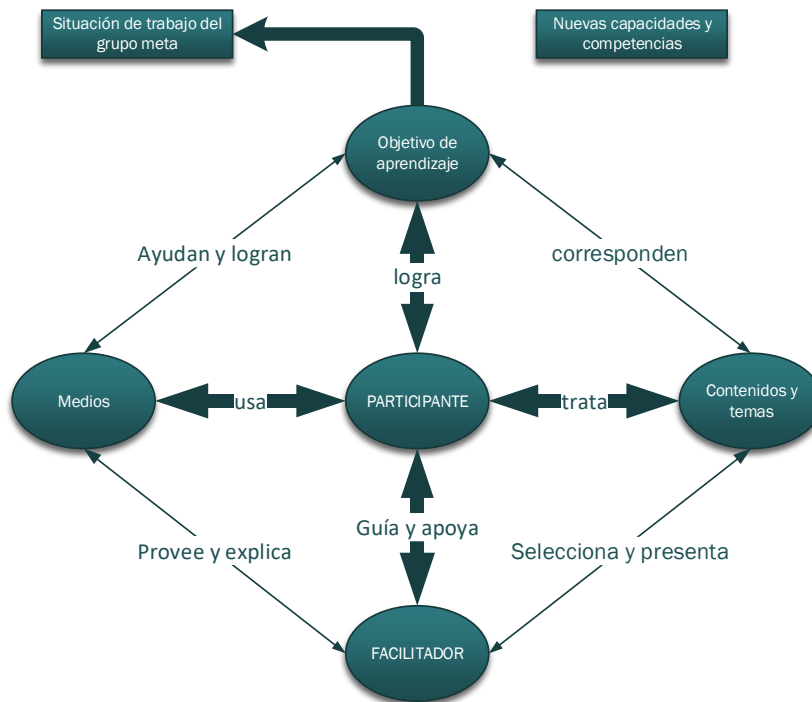 Situación de trabajo del
grupo meta
Nuevas capacidades y
competencias
Objetivo de
aprendizaje
Ayudan y logran
corresponden
logra
Medios
usa
PARTICIPANTE
trata
Contenidos y
temas
Guía y apoya
Provee y explica
Selecciona y presenta
FACILITADOR